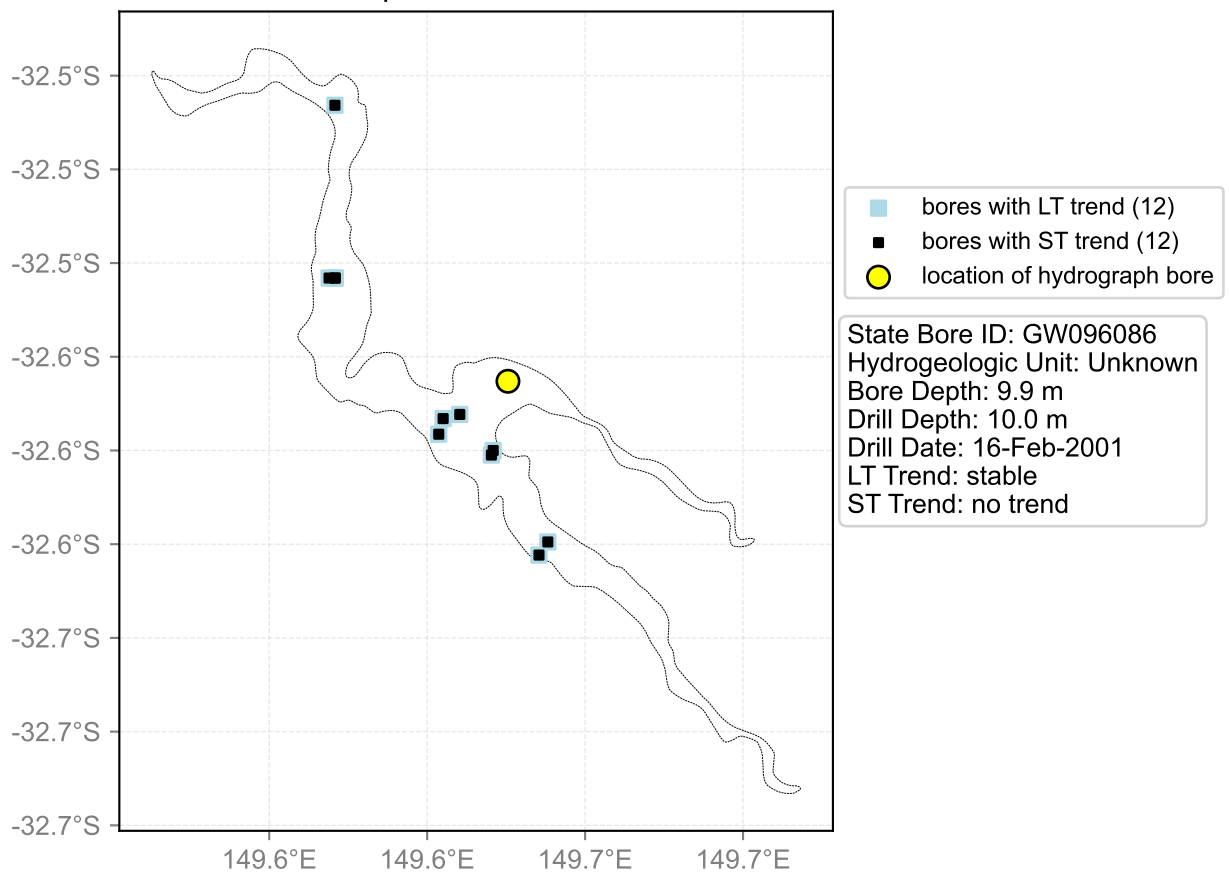 -32.5°S
-32.5°S
-32.5°S
-32.6°S
-32.6°S
-32.6°S
-32.7°S
-32.7°S
-32.7°S
149.6°E 149.6°E 149.7°E 149.7°E
bores with LT trend (12)
bores with ST trend (12)
location of hydrograph bore
State Bore ID: GW096086
Hydrogeologic Unit: Unknown
Bore Depth: 9.9 m
Drill Depth: 10.0 m
Drill Date: 16-Feb-2001
LT Trend: stable
ST Trend: no trend